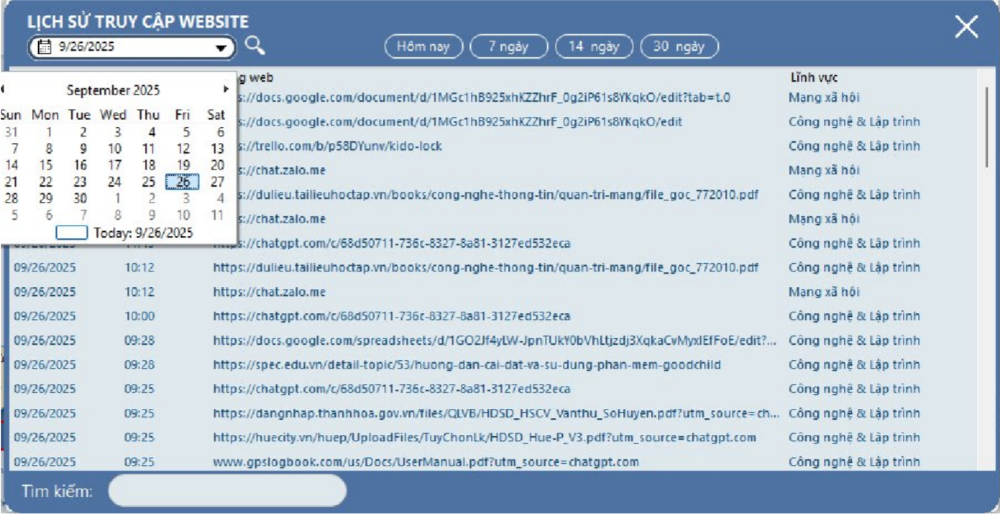 LỊCH SỬ TRUY CẬP WEBSITE
9/26/2025
Hôm nay 7 ngày 14 ngày 30 ngày
g web Lĩnh vực
September 2025
Sun Mon Tue Wed Thu Fri Sat
31 1 2 3 4 5 6
7 8 9 10 11 12 13
14 15 16 17 18 19 20
21 22 23 24 25 26 27
28 29 30 1 2 3 4
5 6 7 8 9 10 11
Today: 9/26/2025
s://docs.google.com/document/d/1MGc1hB925xhKZZhrF_0g2iP61s8YKqkO/edit?tab=t.0 Mạng xã hội
s://docs.google.com/document/d/1MGc1hB925xhKZZhrF_0g2iP61s8YKqkO/edit Công nghệ & Lập trình
s://trello.com/b/p58DYunv/kido-lock Công nghệ & Lập trình
s://chat.zalo.me Mạng xã hội
s://dulieu.tailieuhoctap.vn/books/cong-nghe-thong-tin/quan-tri-mang/file_goc_772010.pdf Công nghệ & Lập trình
s://chat.zalo.me Mạng xã hội
s://chatgpt.com/c/68d50711-736c-8327-8a81-3127ed532eca Công nghệ & Lập trình
09/26/2025 10:12 https://dulieu.tailieuhoctap.vn/books/cong-nghe-thong-tin/quan-tri-mang/file_goc_772010.pdf Công nghệ & Lập trình
09/26/2025 10:12 https://chat.zalo.me Mạng xã hội
09/26/2025 10:00 https://chatgpt.com/c/68d50711-736c-8327-8a81-3127ed532eca Công nghệ & Lập trình
09/26/2025 09:28 https://docs.google.com/spreadsheets/d/1GO2Jf4yLW-JpnTUkY0bVhLtjzdj3XqkaCvMyxlEfFoE/edit?... Công nghệ & Lập trình
09/26/2025 09:28 https://spec.edu.vn/detail-topic/53/huong-dan-cai-dat-va-su-dung-phan-mem-goodchild Công nghệ & Lập trình
09/26/2025 09:25 https://chatgpt.com/c/68d50711-736c-8327-8a81-3127ed532eca Công nghệ & Lập trình
09/26/2025 09:25 https://dangnhap.thanhhoa.gov.vn/files/QLVB/HDSD_HSCV_Vanthu_SoHuyen.pdf?utm_source=ch... Công nghệ & Lập trình
09/26/2025 09:25 https://huecity.vn/huep/UploadFiles/TuyChonLk/HDSD_Hue-P_V3.pdf?utm_source=chatgpt.com Công nghệ & Lập trình
09/26/2025 09:25 www.gpslogbook.com/us/Docs/UserManual.pdf?utm_source=chatgpt.com Công nghệ & Lập trình
Tìm kiếm: